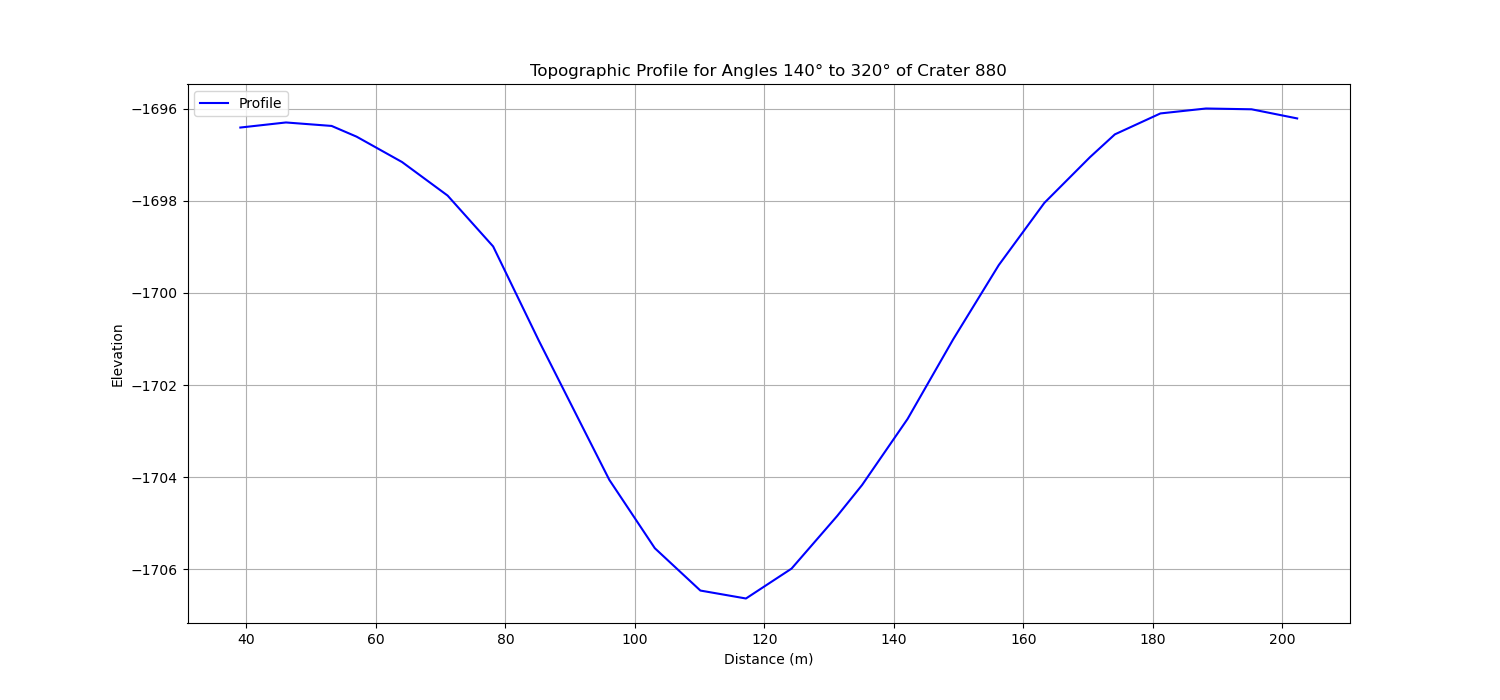 Topographic Profile for Angles 140° to 320° of Crater 880
Profile
−1696
−1698
−1700
−1702
−1704
−1706
Elevation
40 60 80 100 120 140 160 180 200
Distance (m)